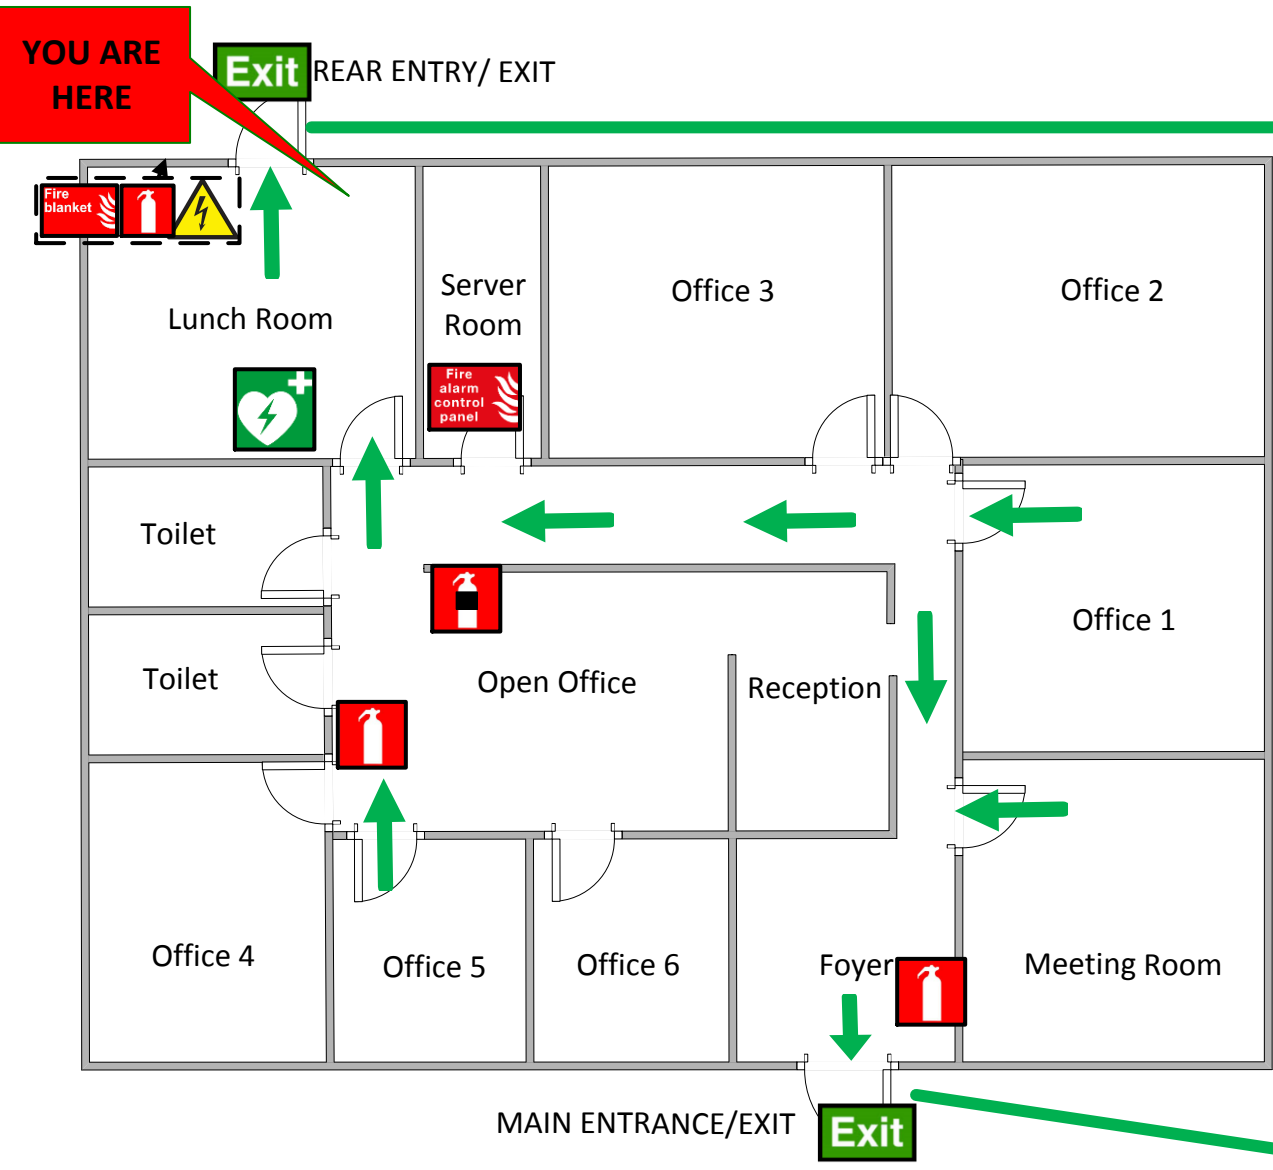 YOU ARE
HERE
Exit
REAR ENTRY/ EXIT
Fire
blanket
Lunch Room
Server
Room
Office 3
Office 2
Fire
alarm
control
panel
Toilet
Toilet
Open Office
Reception
Office 1
Office 4
Office 5
Office 6
Foyer
Meeting Room
MAIN ENTRANCE/EXIT
Exit